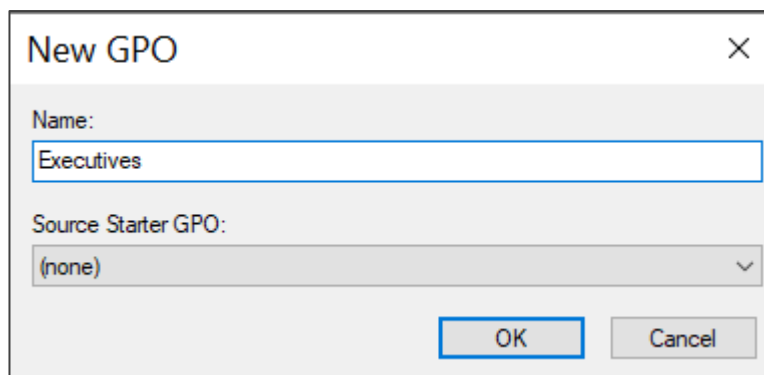 New GPO
Name:
Executives
Source Starter GPO:
(none)
OK Cancel